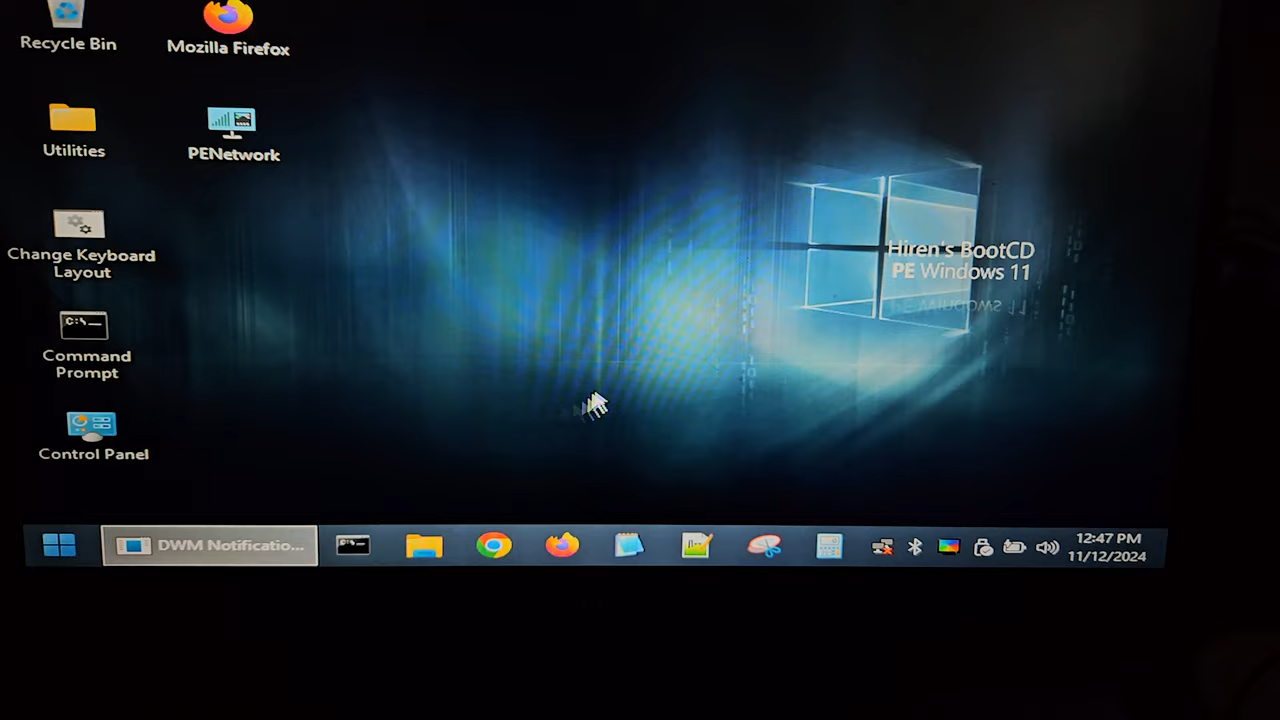 Recycle Bin
Mozilla Firefox
Utilities
PENetwork
Change Keyboard
Layout
Hiren's BootCD
PE Windows 11
C:\_
Command
Prompt
Control Panel
DWM Notificatio...
12:47 PM
11/12/2024